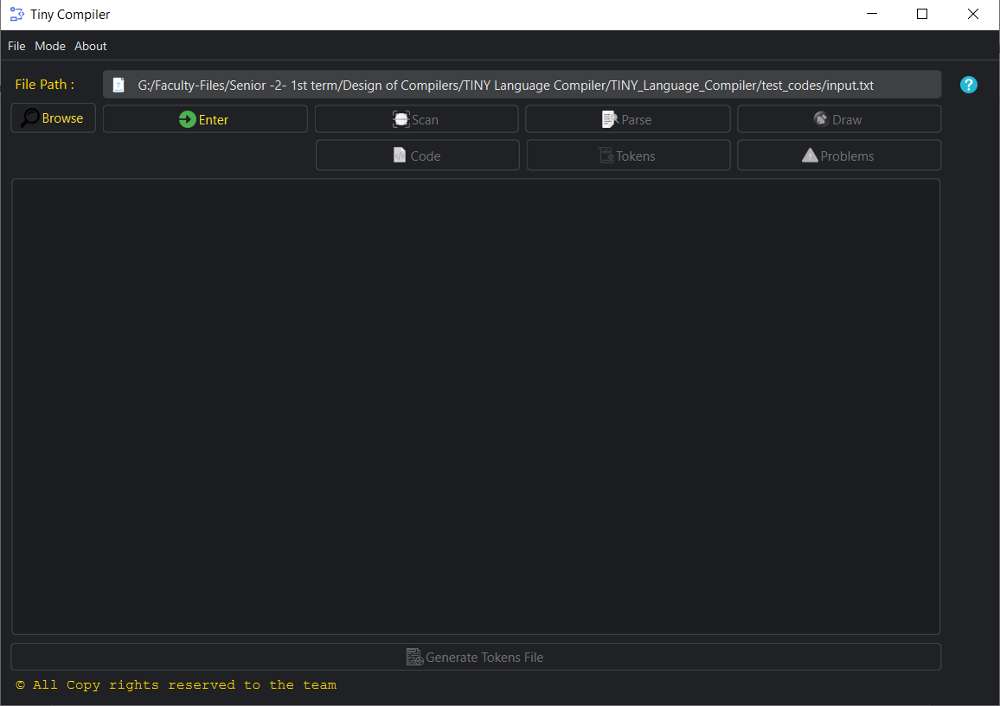 Tiny Compiler
File Mode About
File Path : G:/Faculty-Files/Senior -2- 1st term/Design of Compilers/TINY Language Compiler/TINY_Language_Compiler/test_codes/input.txt ?
Browse Enter Scan Parse Draw
Code Tokens Problems
Generate Tokens File
© All Copy rights reserved to the team